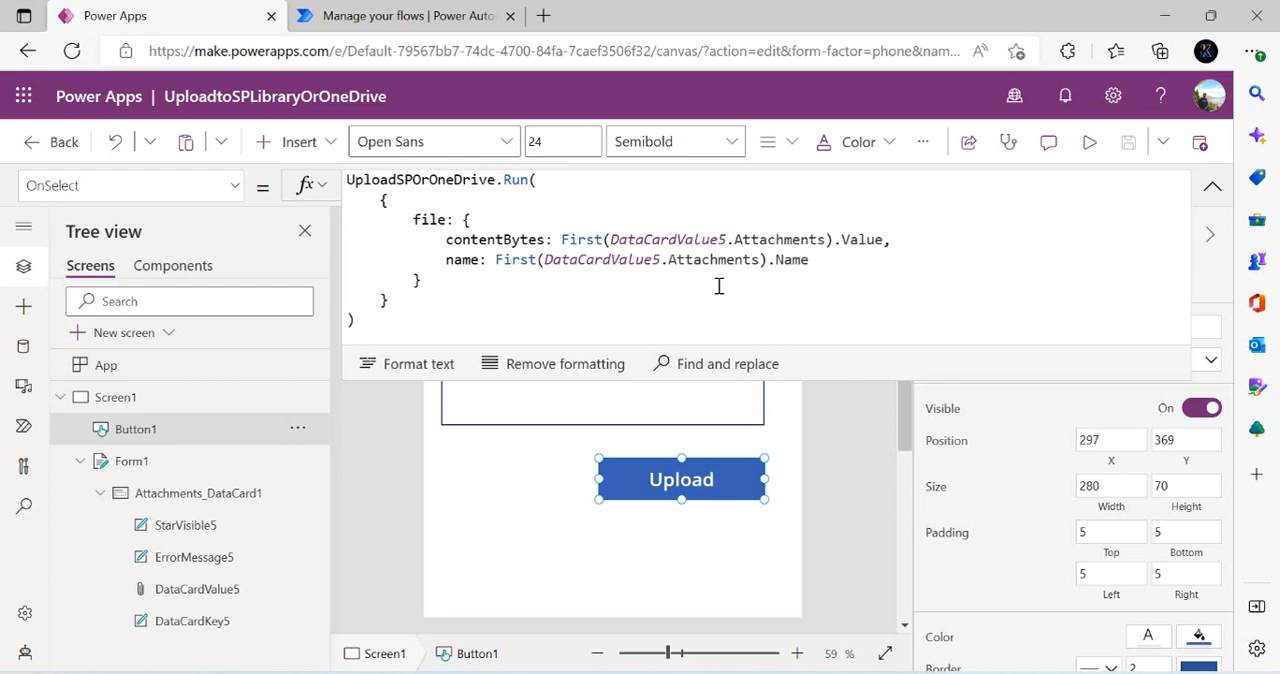 Power Apps
Manage your flows | Power Auto
https://make.powerapps.com/e/Default-79567bb7-74dc-4700-84fa-7caef3506f32/canvas/?action=edit&form-factor=phone&nam...
Power Apps | UploadtoSPLibraryOrOneDrive
Back
Insert
Open Sans
24
Semibold
Color
OnSelect
=
fx
UploadSPOrOneDrive.Run(
{
file: {
contentBytes: First(DataCardValue5.Attachments).Value,
name: First(DataCardValue5.Attachments).Name
}
}
)
Format text
Remove formatting
Find and replace
Tree view
Screens
Components
Search
New screen
App
Screen1
Button1
Form1
Attachments_DataCard1
StarVisible5
ErrorMessage5
DataCardValue5
DataCardKey5
Upload
Visible
On
Position
297
369
X
Y
Size
280
70
Width
Height
Padding
5
5
Top
Bottom
5
5
Left
Right
Color
A
Border
2
Screen1
Button1
59 %